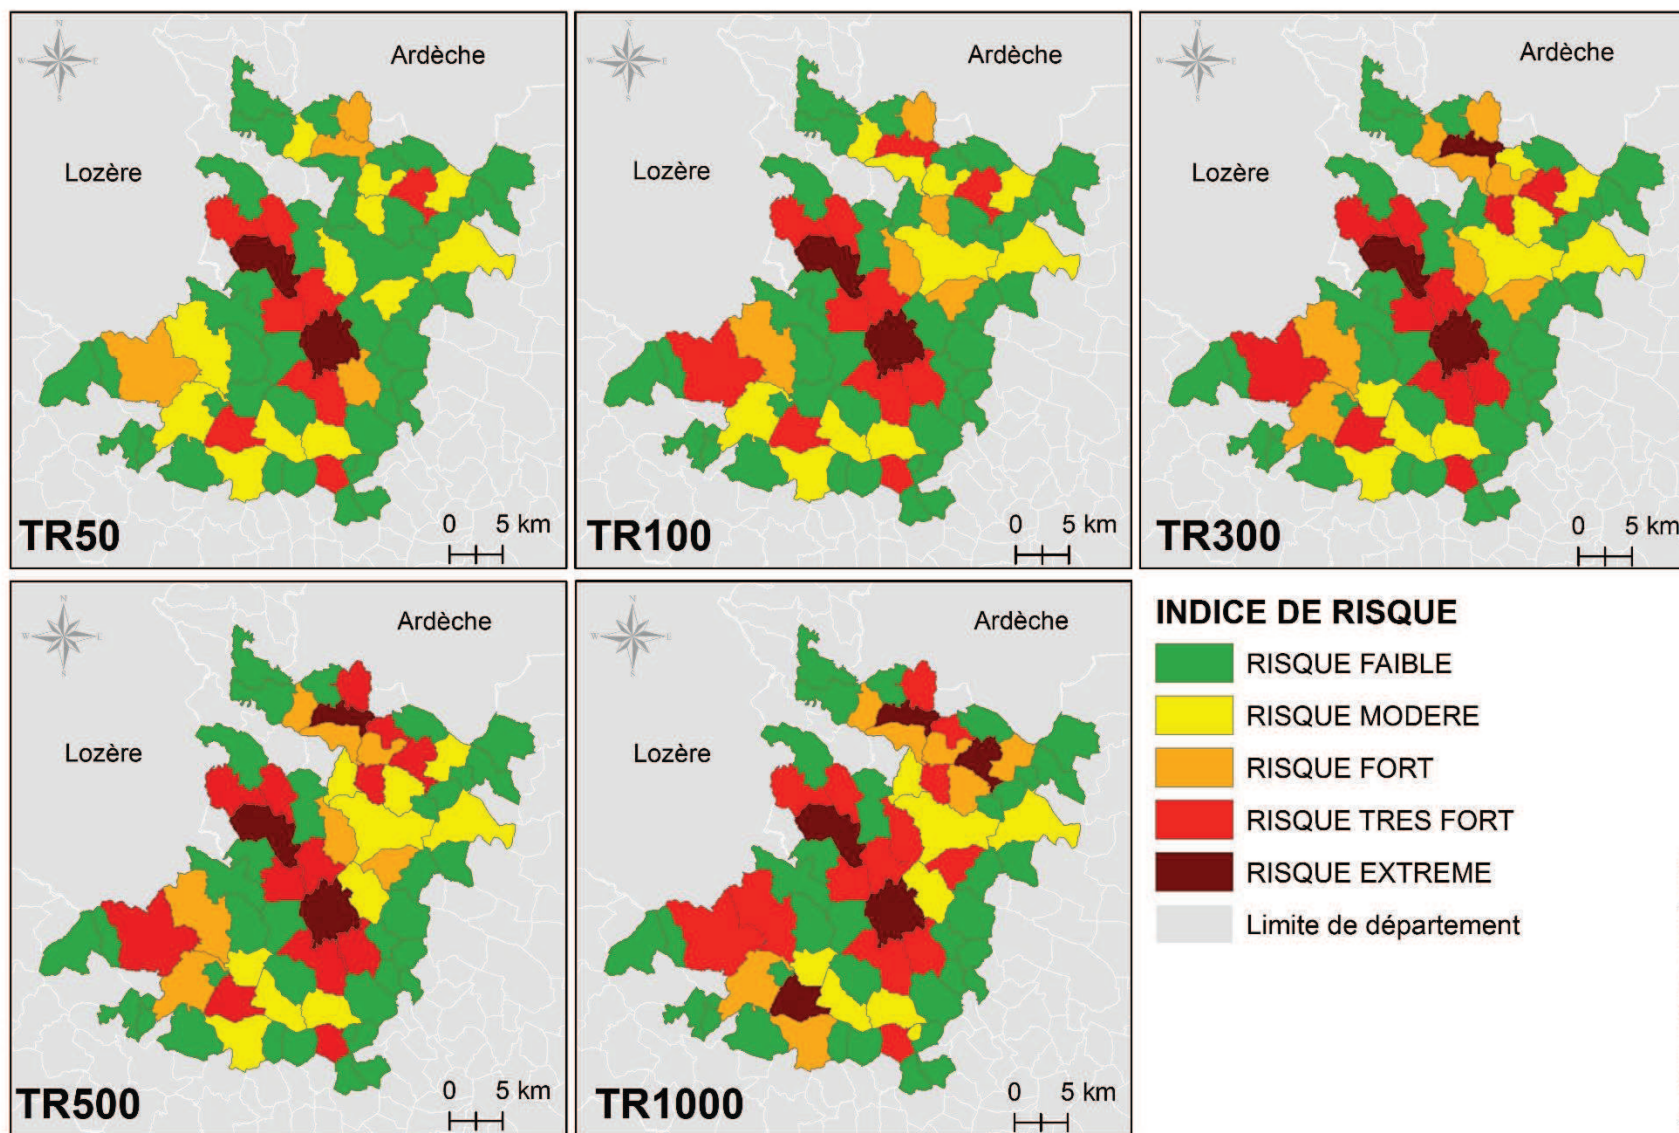 N
W
E
S
Ardèche
Lozère
TR50
0 5 km
N
W
E
S
Ardèche
Lozère
TR100
0 5 km
N
W
E
S
Ardèche
Lozère
TR300
0 5 km
N
W
E
S
Ardèche
Lozère
TR500
0 5 km
N
W
E
S
Ardèche
Lozère
TR1000
0 5 km
INDICE DE RISQUE
RISQUE FAIBLE
RISQUE MODERE
RISQUE FORT
RISQUE TRES FORT
RISQUE EXTREME
Limite de département